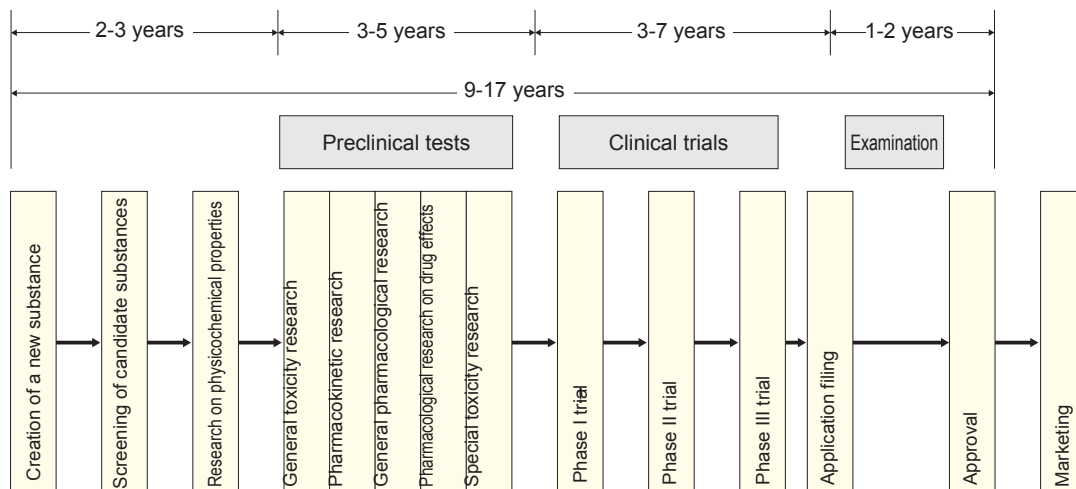 2-3 years
3-5 years
3-7 years
1-2 years
9-17 years
Preclinical tests
Clinical trials
Examination
Creation of a new substance
Screening of candidate substances
Research on physicochemical properties
General toxicity research
Pharmacokinetic research
General pharmacological research
Pharmacological research on drug effects
Special toxicity research
Phase I trial
Phase II trial
Phase III trial
Application filing
Approval
Marketing